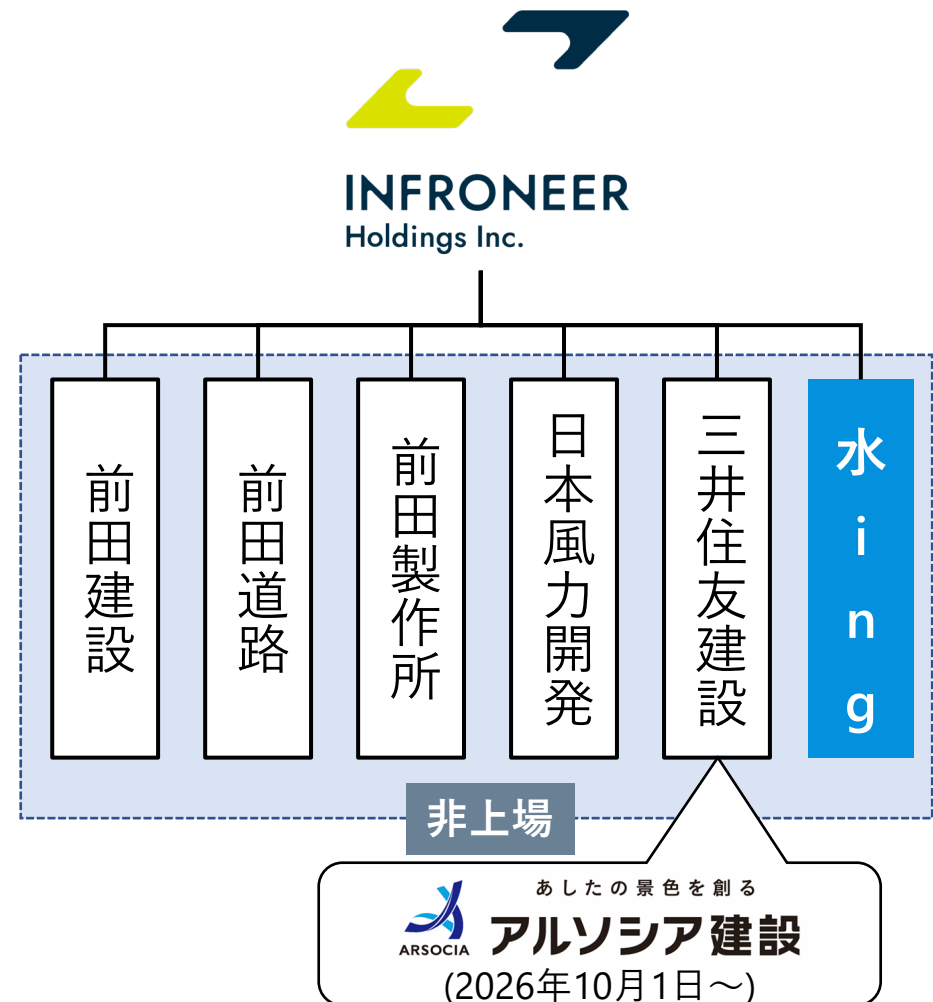 INFRONEER
Holdings Inc.
前田建設
前田道路
前田製作所
日本風力開発
三井住友建設
水ing
非上場
あしたの景色を創る
ARSOCIA
アルソシア建設
(2026年10月1日～)